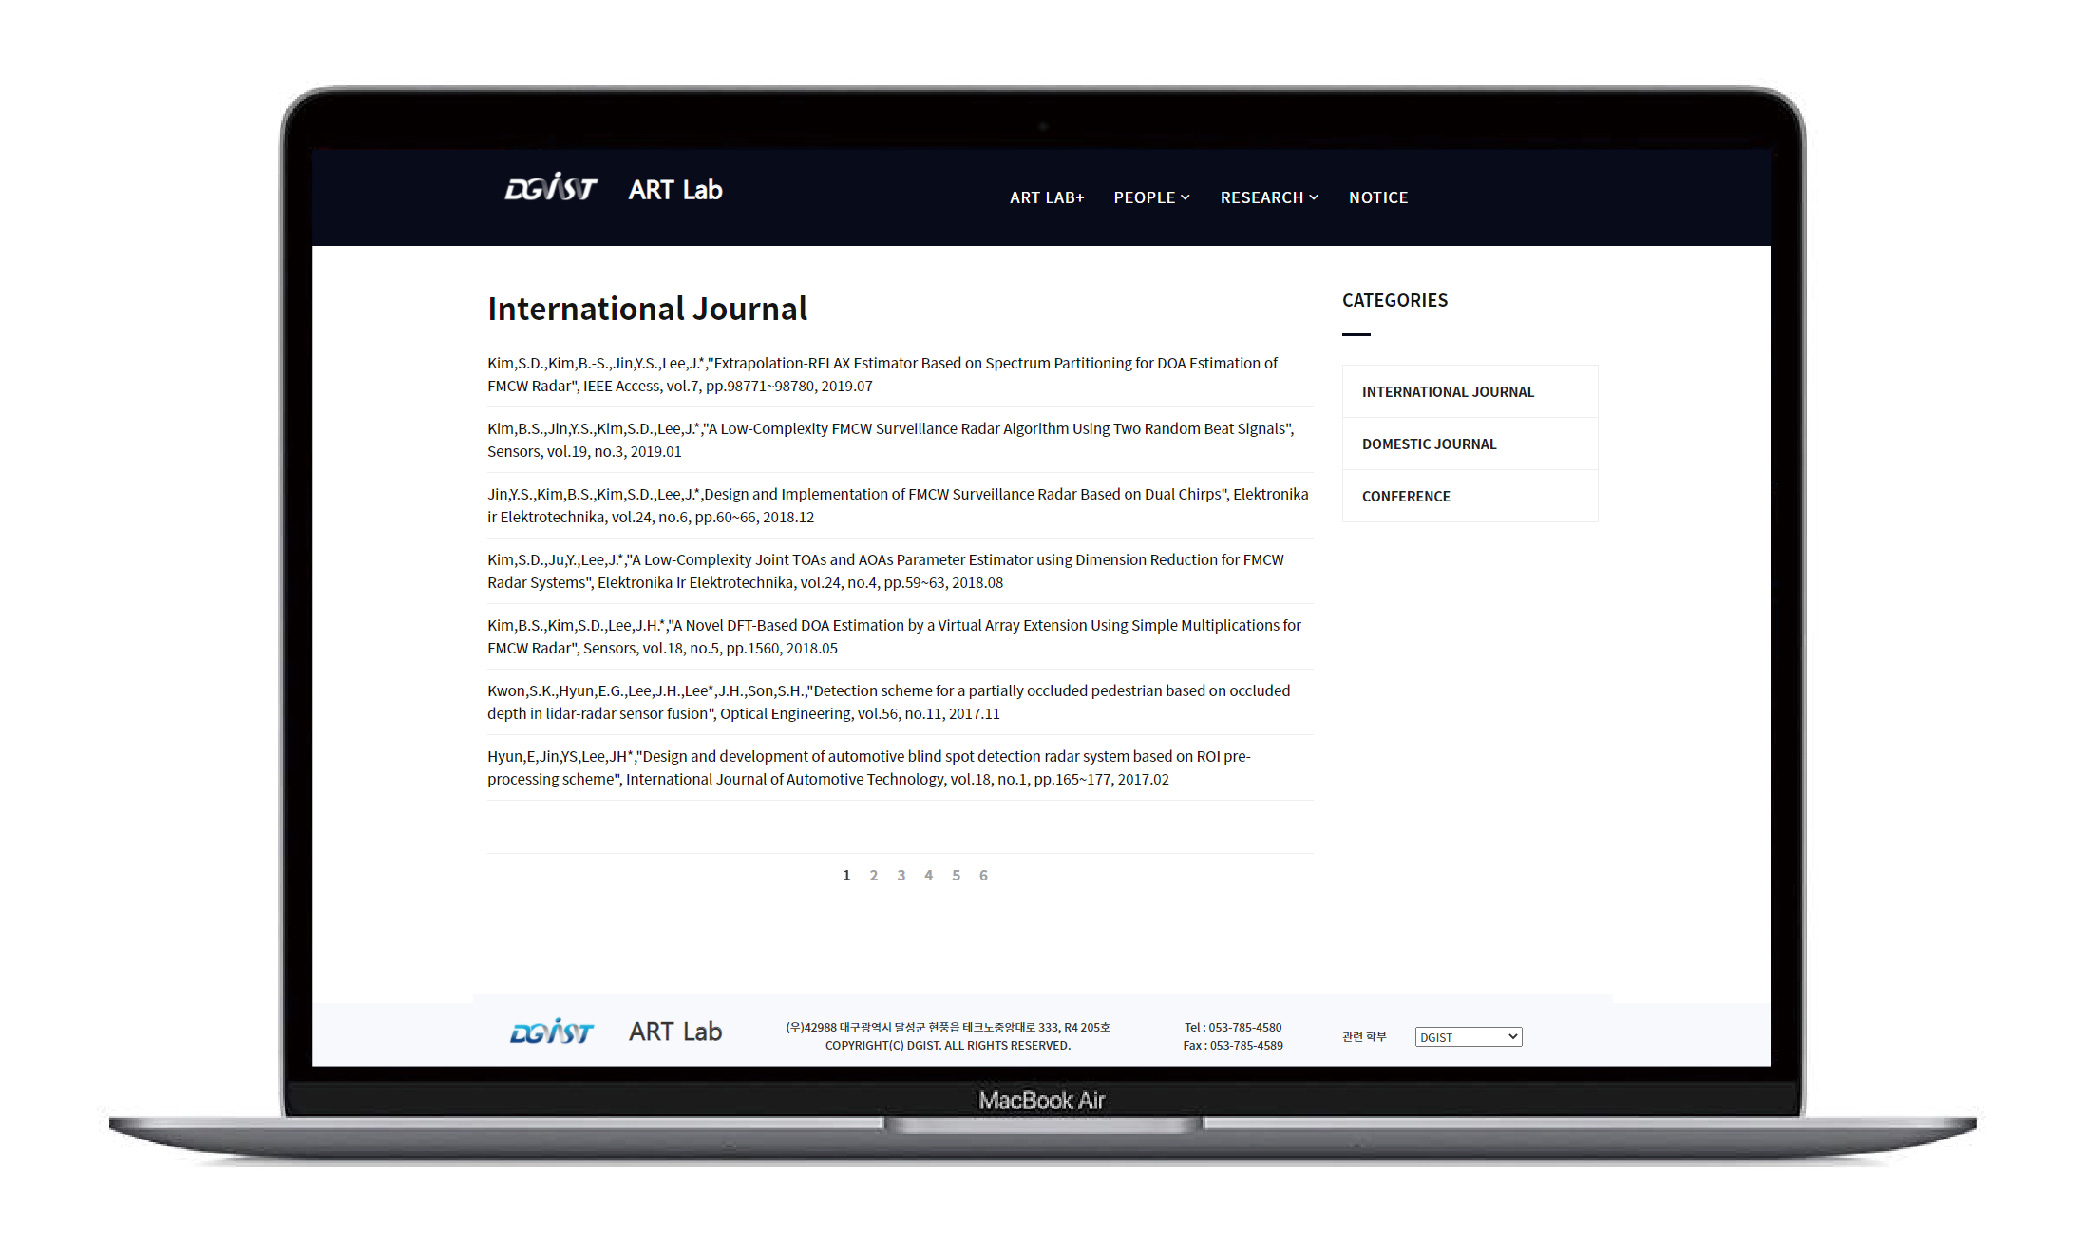 DGIST ART Lab
ART LAB+ PEOPLE RESEARCH NOTICE
International Journal
Kim,S.D.,Kim,B.-S.,Jin,Y.S.,Lee,J.*,"Extrapolation-RELAX Estimator Based on Spectrum Partitioning for DOA Estimation of
FMCW Radar", IEEE Access, vol.7, pp.98771~98780, 2019.07
Kim,B.S.,Jin,Y.S.,Kim,S.D.,Lee,J.*,"A Low-Complexity FMCW Surveillance Radar Algorithm Using Two Random Beat Signals",
Sensors, vol.19, no.3, 2019.01
Jin,Y.S.,Kim,B.S.,Kim,S.D.,Lee,J.*,Design and Implementation of FMCW Surveillance Radar Based on Dual Chirps", Elektronika
ir Elektrotechnika, vol.24, no.6, pp.60~66, 2018.12
Kim,S.D.,Ju,Y.,Lee,J.*,"A Low-Complexity Joint TOAs and AOAs Parameter Estimator using Dimension Reduction for FMCW
Radar Systems", Elektronika Ir Elektrotechnika, vol.24, no.4, pp.59~63, 2018.08
Kim,B.S.,Kim,S.D.,Lee,J.H.*,"A Novel DFT-Based DOA Estimation by a Virtual Array Extension Using Simple Multiplications for
FMCW Radar", Sensors, vol.18, no.5, pp.1560, 2018.05
Kwon,S.K.,Hyun,E.G.,Lee,J.H.,Lee*,J.H.,Son,S.H.,"Detection scheme for a partially occluded pedestrian based on occluded
depth in lidar-radar sensor fusion", Optical Engineering, vol.56, no.11, 2017.11
Hyun,E,Jin,YS,Lee,JH*,"Design and development of automotive blind spot detection radar system based on ROI pre-
processing scheme", International Journal of Automotive Technology, vol.18, no.1, pp.165~177, 2017.02
1 2 3 4 5 6
CATEGORIES
INTERNATIONAL JOURNAL
DOMESTIC JOURNAL
CONFERENCE
DGIST ART Lab
(우)42988 대구광역시 달성군 현풍읍 테크노중앙대로 333, R4 205호
COPYRIGHT(C) DGIST. ALL RIGHTS RESERVED.
Tel : 053-785-4580
Fax : 053-785-4589
관련 학부 DGIST
MacBook Air